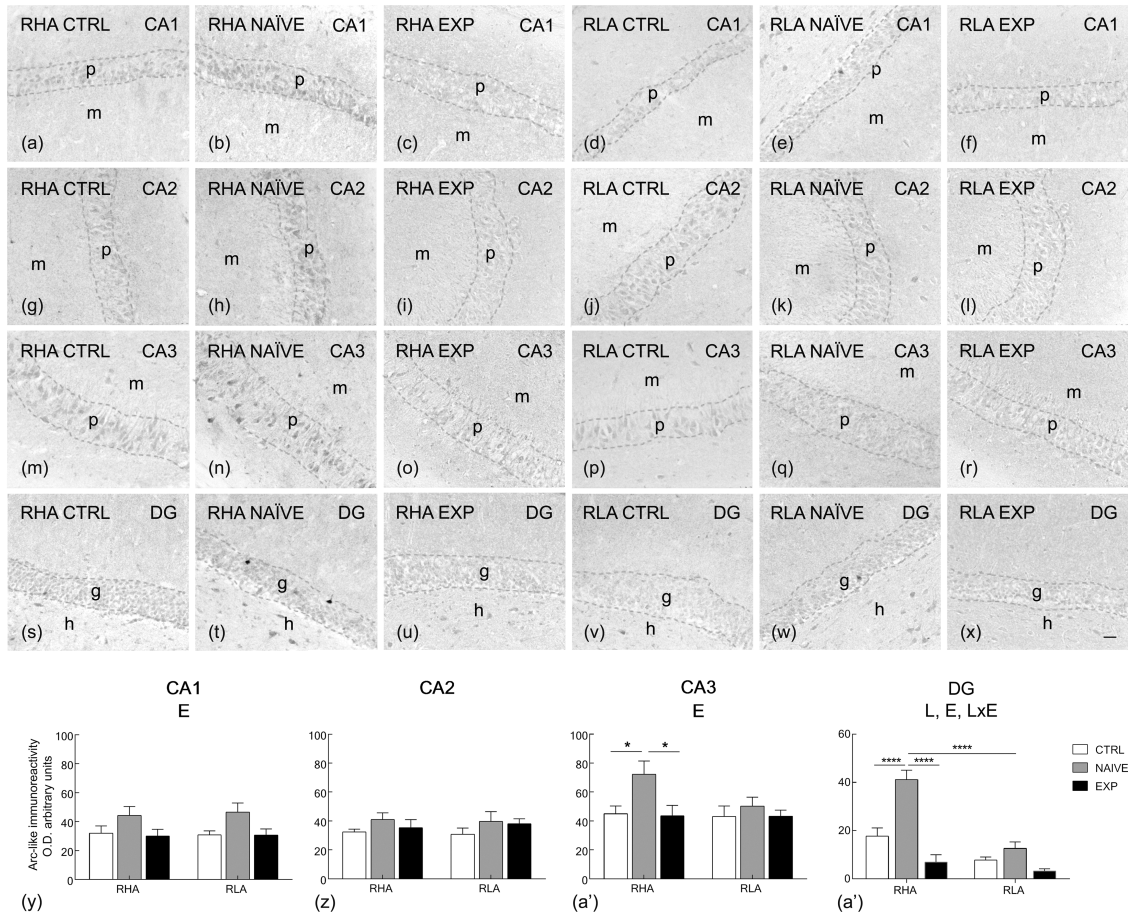 RHA CTRL CA1
p
m
(a)
RHA NAÏVE CA1
p
m
(b)
RHA EXP CA1
p
m
(c)
RLA CTRL CA1
p
m
(d)
RLA NAÏVE CA1
p
m
(e)
RLA EXP CA1
p
m
(f)
RHA CTRL CA2
p
m
(g)
RHA NAÏVE CA2
p
m
(h)
RHA EXP CA2
m
p
(i)
RLA CTRL CA2
m
p
(j)
RLA NAÏVE CA2
p
m
(k)
RLA EXP CA2
m
p
(l)
RHA CTRL CA3
m
p
(m)
RHA NAÏVE CA3
m
p
(n)
RHA EXP CA3
m
p
(o)
RLA CTRL CA3
m
p
(p)
RLA NAÏVE CA3
m
p
(q)
RLA EXP CA3
m
p
(r)
RHA CTRL DG
g
h
(s)
RHA NAÏVE DG
g
h
(t)
RHA EXP DG
g
h
(u)
RLA CTRL DG
g
h
(v)
RLA NAÏVE DG
g
h
(w)
RLA EXP DG
g
h
(x)
CA1
E
Arc-like immunoreactivity
O.D. arbitrary units
100
80
60
40
20
0
RHA RLA
(y)
CA2
100
80
60
40
20
0
RHA RLA
(z)
CA3
E
100
80
60
40
20
0
* *
RHA RLA
(a')
DG
L, E, LxE
60
40
20
0
****
**** ****
RHA RLA
(a')
CTRL
NAIVE
EXP